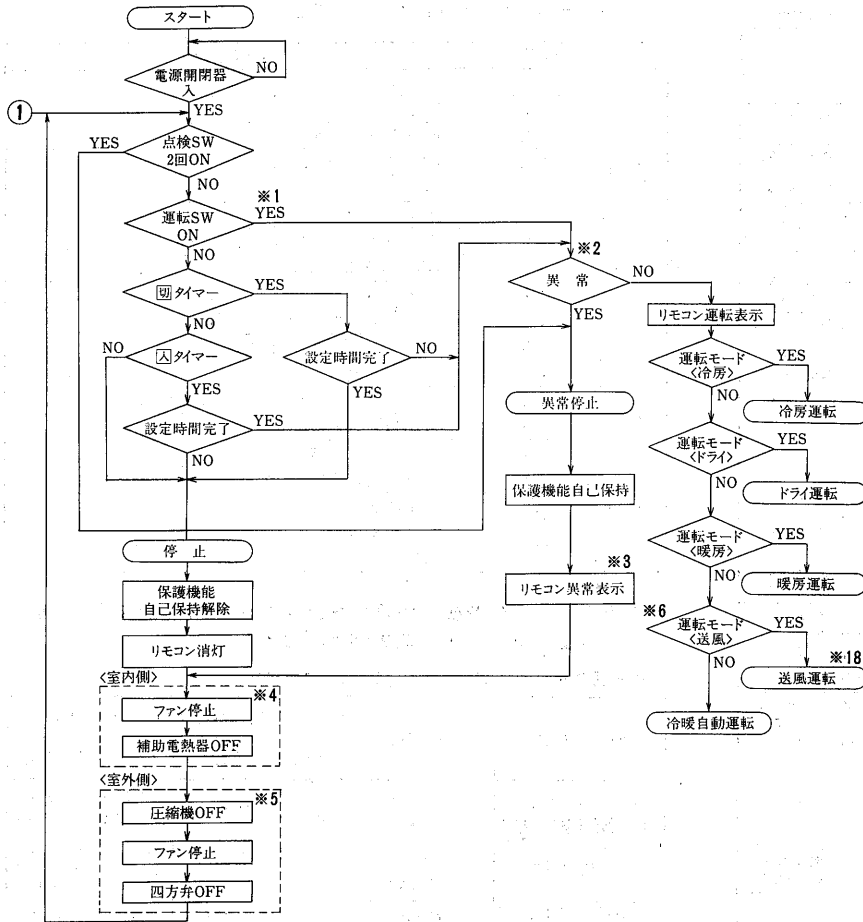 スタート
電源開閉器
入
NO
YES
①
点検SW
2回ON
YES
NO
※1
運転SW
ON
YES
NO
切タイマー
YES
NO
入タイマー
NO
YES
設定時間完了
NO
YES
設定時間完了
YES
NO
停 止
保護機能
自己保持解除
リモコン消灯
<室内側>
※4
ファン停止
補助電熱器OFF
<室外側>
※5
圧縮機OFF
ファン停止
四方弁OFF
※2
異 常
NO
YES
異常停止
保護機能自己保持
※3
リモコン異常表示
リモコン運転表示
運転モード
<冷房>
YES
NO
冷房運転
運転モード
<ドライ>
YES
NO
ドライ運転
運転モード
<暖房>
YES
NO
暖房運転
※6
運転モード
<送風>
YES
NO
※18
送風運転
冷暖自動運転